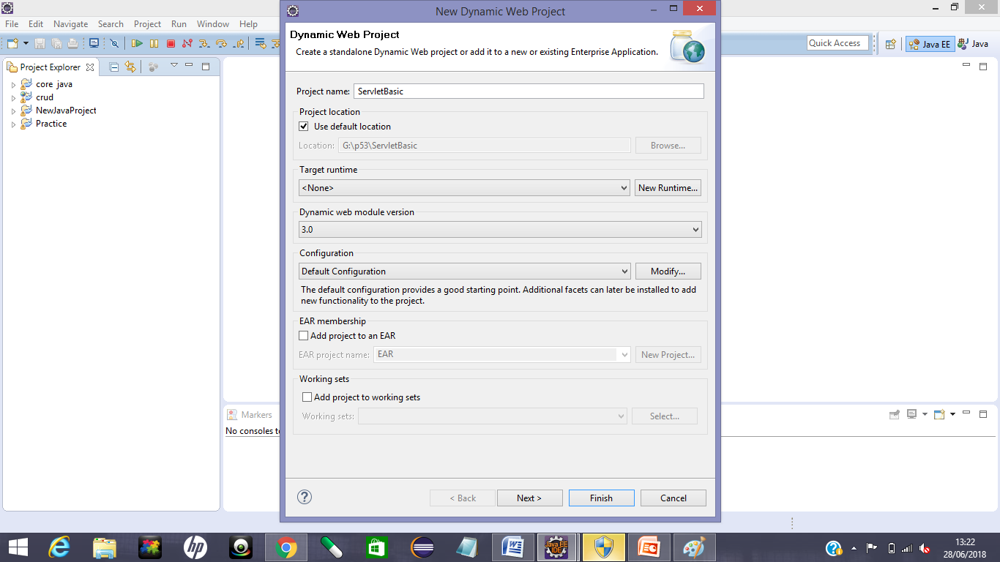 New Dynamic Web Project
File Edit Navigate Search Project Run Window Help
Quick Access
Java EE
Java
Project Explorer
core java
crud
NewJavaProject
Practice
Dynamic Web Project
Create a standalone Dynamic Web project or add it to a new or existing Enterprise Application.
Project name: ServletBasic
Project location
Use default location
Location: G:\p53\ServletBasic Browse...
Target runtime
<None> New Runtime...
Dynamic web module version
3.0
Configuration
Default Configuration Modify...
The default configuration provides a good starting point. Additional facets can later be installed to add
new functionality to the project.
EAR membership
Add project to an EAR
EAR project name: EAR New Project...
Working sets
Add project to working sets
Working sets: Select...
Markers
No consoles to
< Back Next > Finish Cancel
hp
Java EE
IDE
13:22
28/06/2018